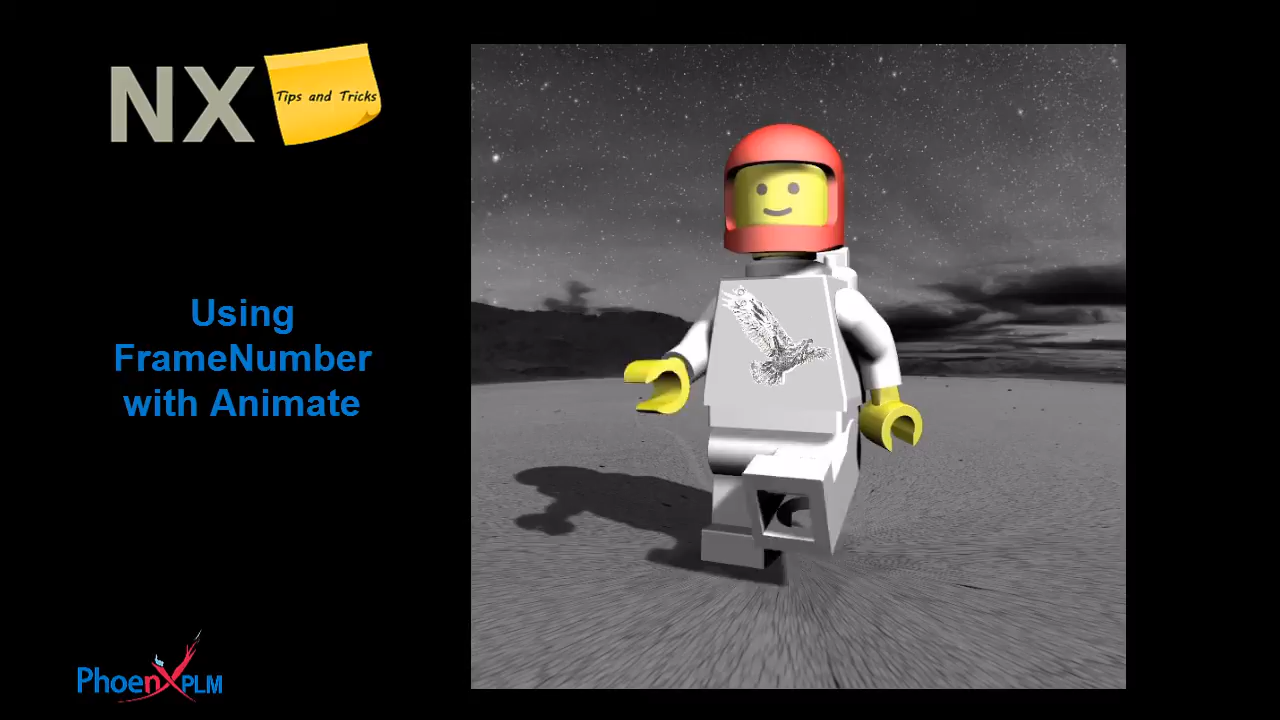 NX
Tips and Tricks
Using
FrameNumber
with Animate
PhoenXPLM